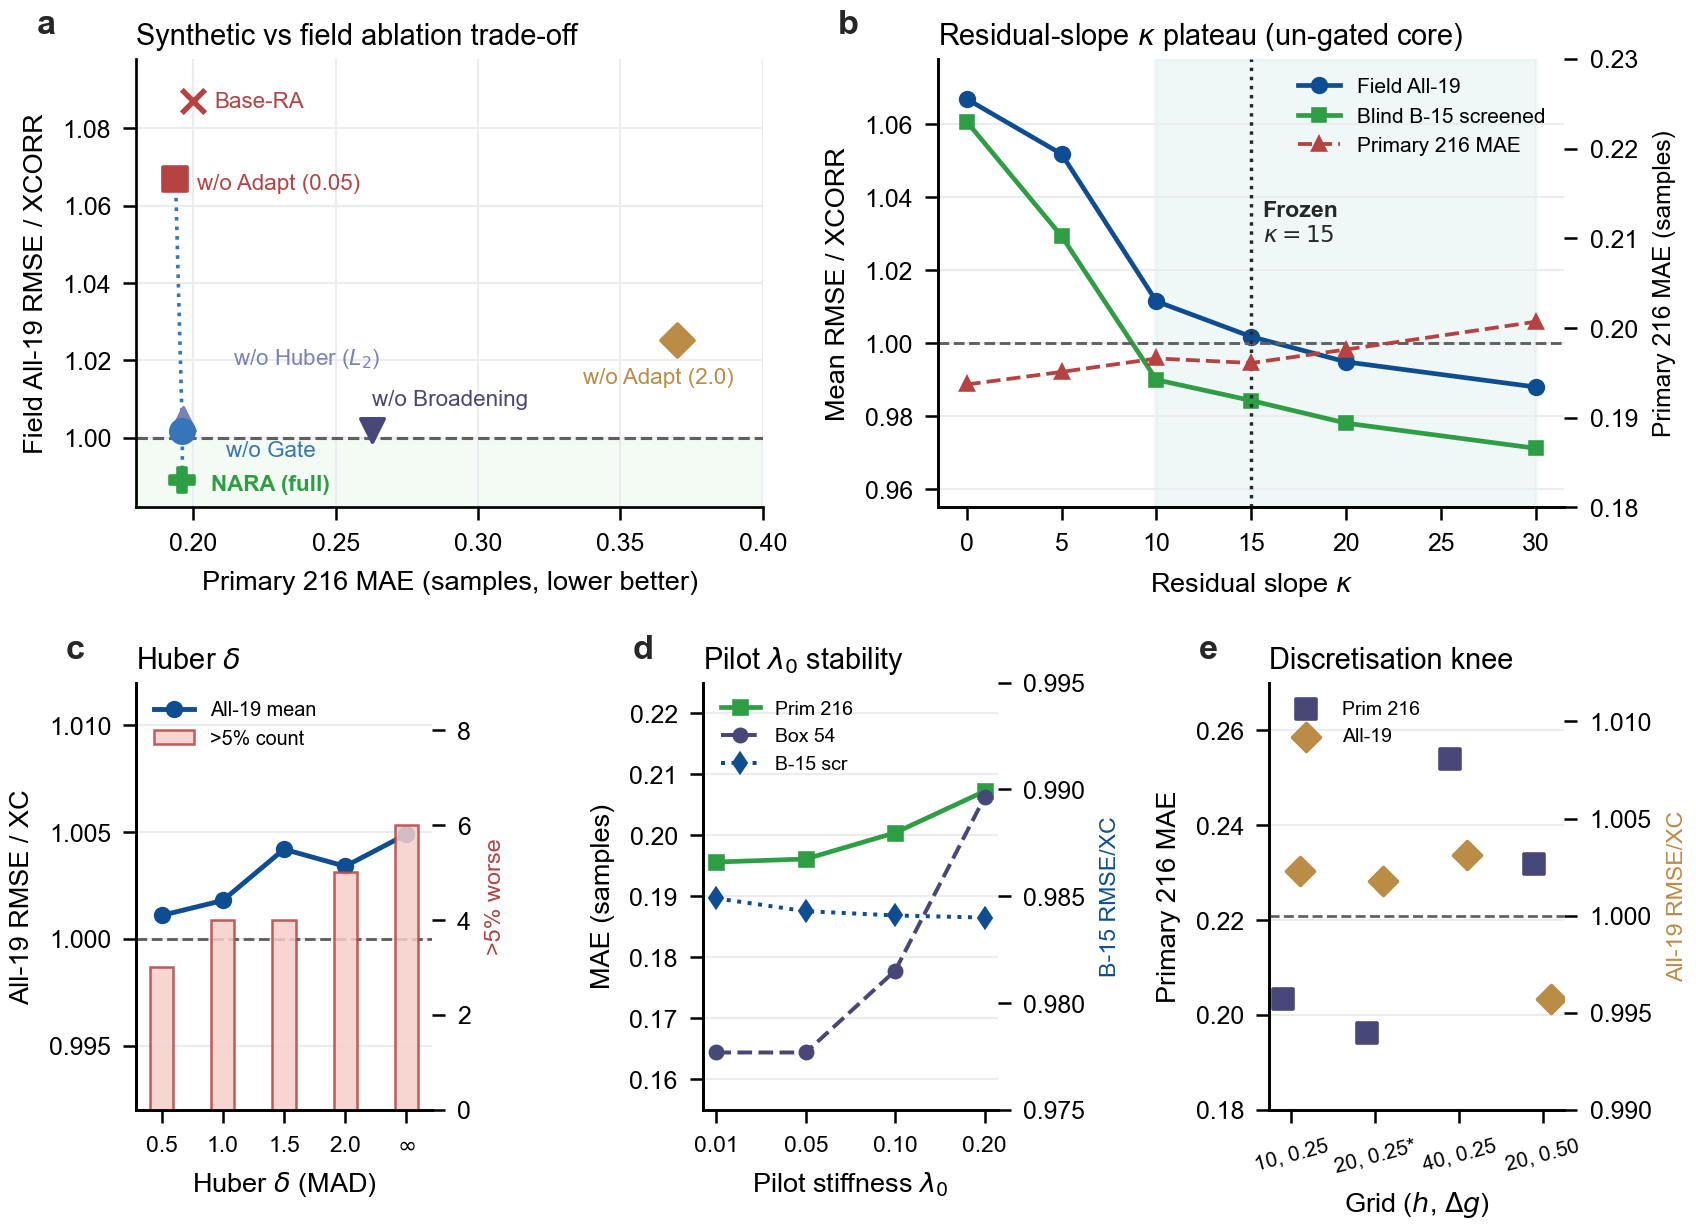 a
Synthetic vs field ablation trade-off
Field All-19 RMSE / XCORR
1.08
1.06
1.04
1.02
1.00
Base-RA
w/o Adapt (0.05)
w/o Huber (L₂)
w/o Adapt (2.0)
w/o Broadening
w/o Gate
NARA (full)
0.20 0.25 0.30 0.35 0.40
Primary 216 MAE (samples, lower better)
b
Residual-slope κ plateau (un-gated core)
Mean RMSE / XCORR
1.06
1.04
1.02
1.00
0.98
0.96
Field All-19
Blind B-15 screened
Primary 216 MAE
Frozen
κ = 15
0.23
0.22
0.21
0.20
0.19
0.18
Primary 216 MAE (samples)
0 5 10 15 20 25 30
Residual slope κ
c
Huber δ
All-19 RMSE / XC
1.010
1.005
1.000
0.995
All-19 mean
>5% count
8
6
4
2
0
>5% worse
0.5 1.0 1.5 2.0 ∞
Huber δ (MAD)
d
Pilot λ₀ stability
MAE (samples)
0.22
0.21
0.20
0.19
0.18
0.17
0.16
Prim 216
Box 54
B-15 scr
0.995
0.990
0.985
0.980
0.975
B-15 RMSE/XC
0.01 0.05 0.10 0.20
Pilot stiffness λ₀
e
Discretisation knee
Primary 216 MAE
0.26
0.24
0.22
0.20
0.18
Prim 216
All-19
1.010
1.005
1.000
0.995
0.990
All-19 RMSE/XC
10, 0.25 20, 0.25* 40, 0.25 20, 0.50
Grid (h, Δg)